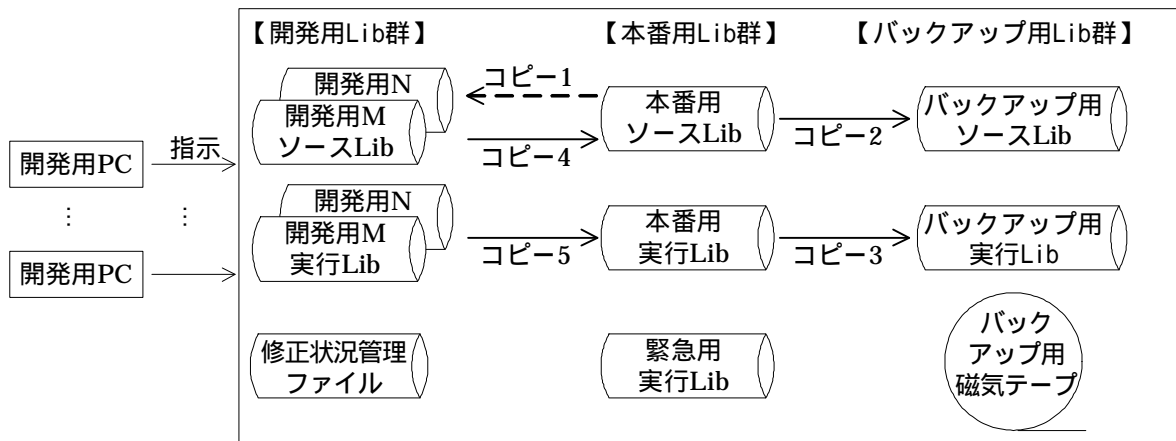 【開発用Lib群】
【本番用Lib群】
【バックアップ用Lib群】
開発用N
開発用M
ソースLib
コピー1
コピー4
本番用
ソースLib
コピー2
バックアップ用
ソースLib
開発用PC
指示
⋮
⋮
開発用PC
開発用N
開発用M
実行Lib
コピー5
本番用
実行Lib
コピー3
バックアップ用
実行Lib
修正状況管理
ファイル
緊急用
実行Lib
バック
アップ用
磁気テープ